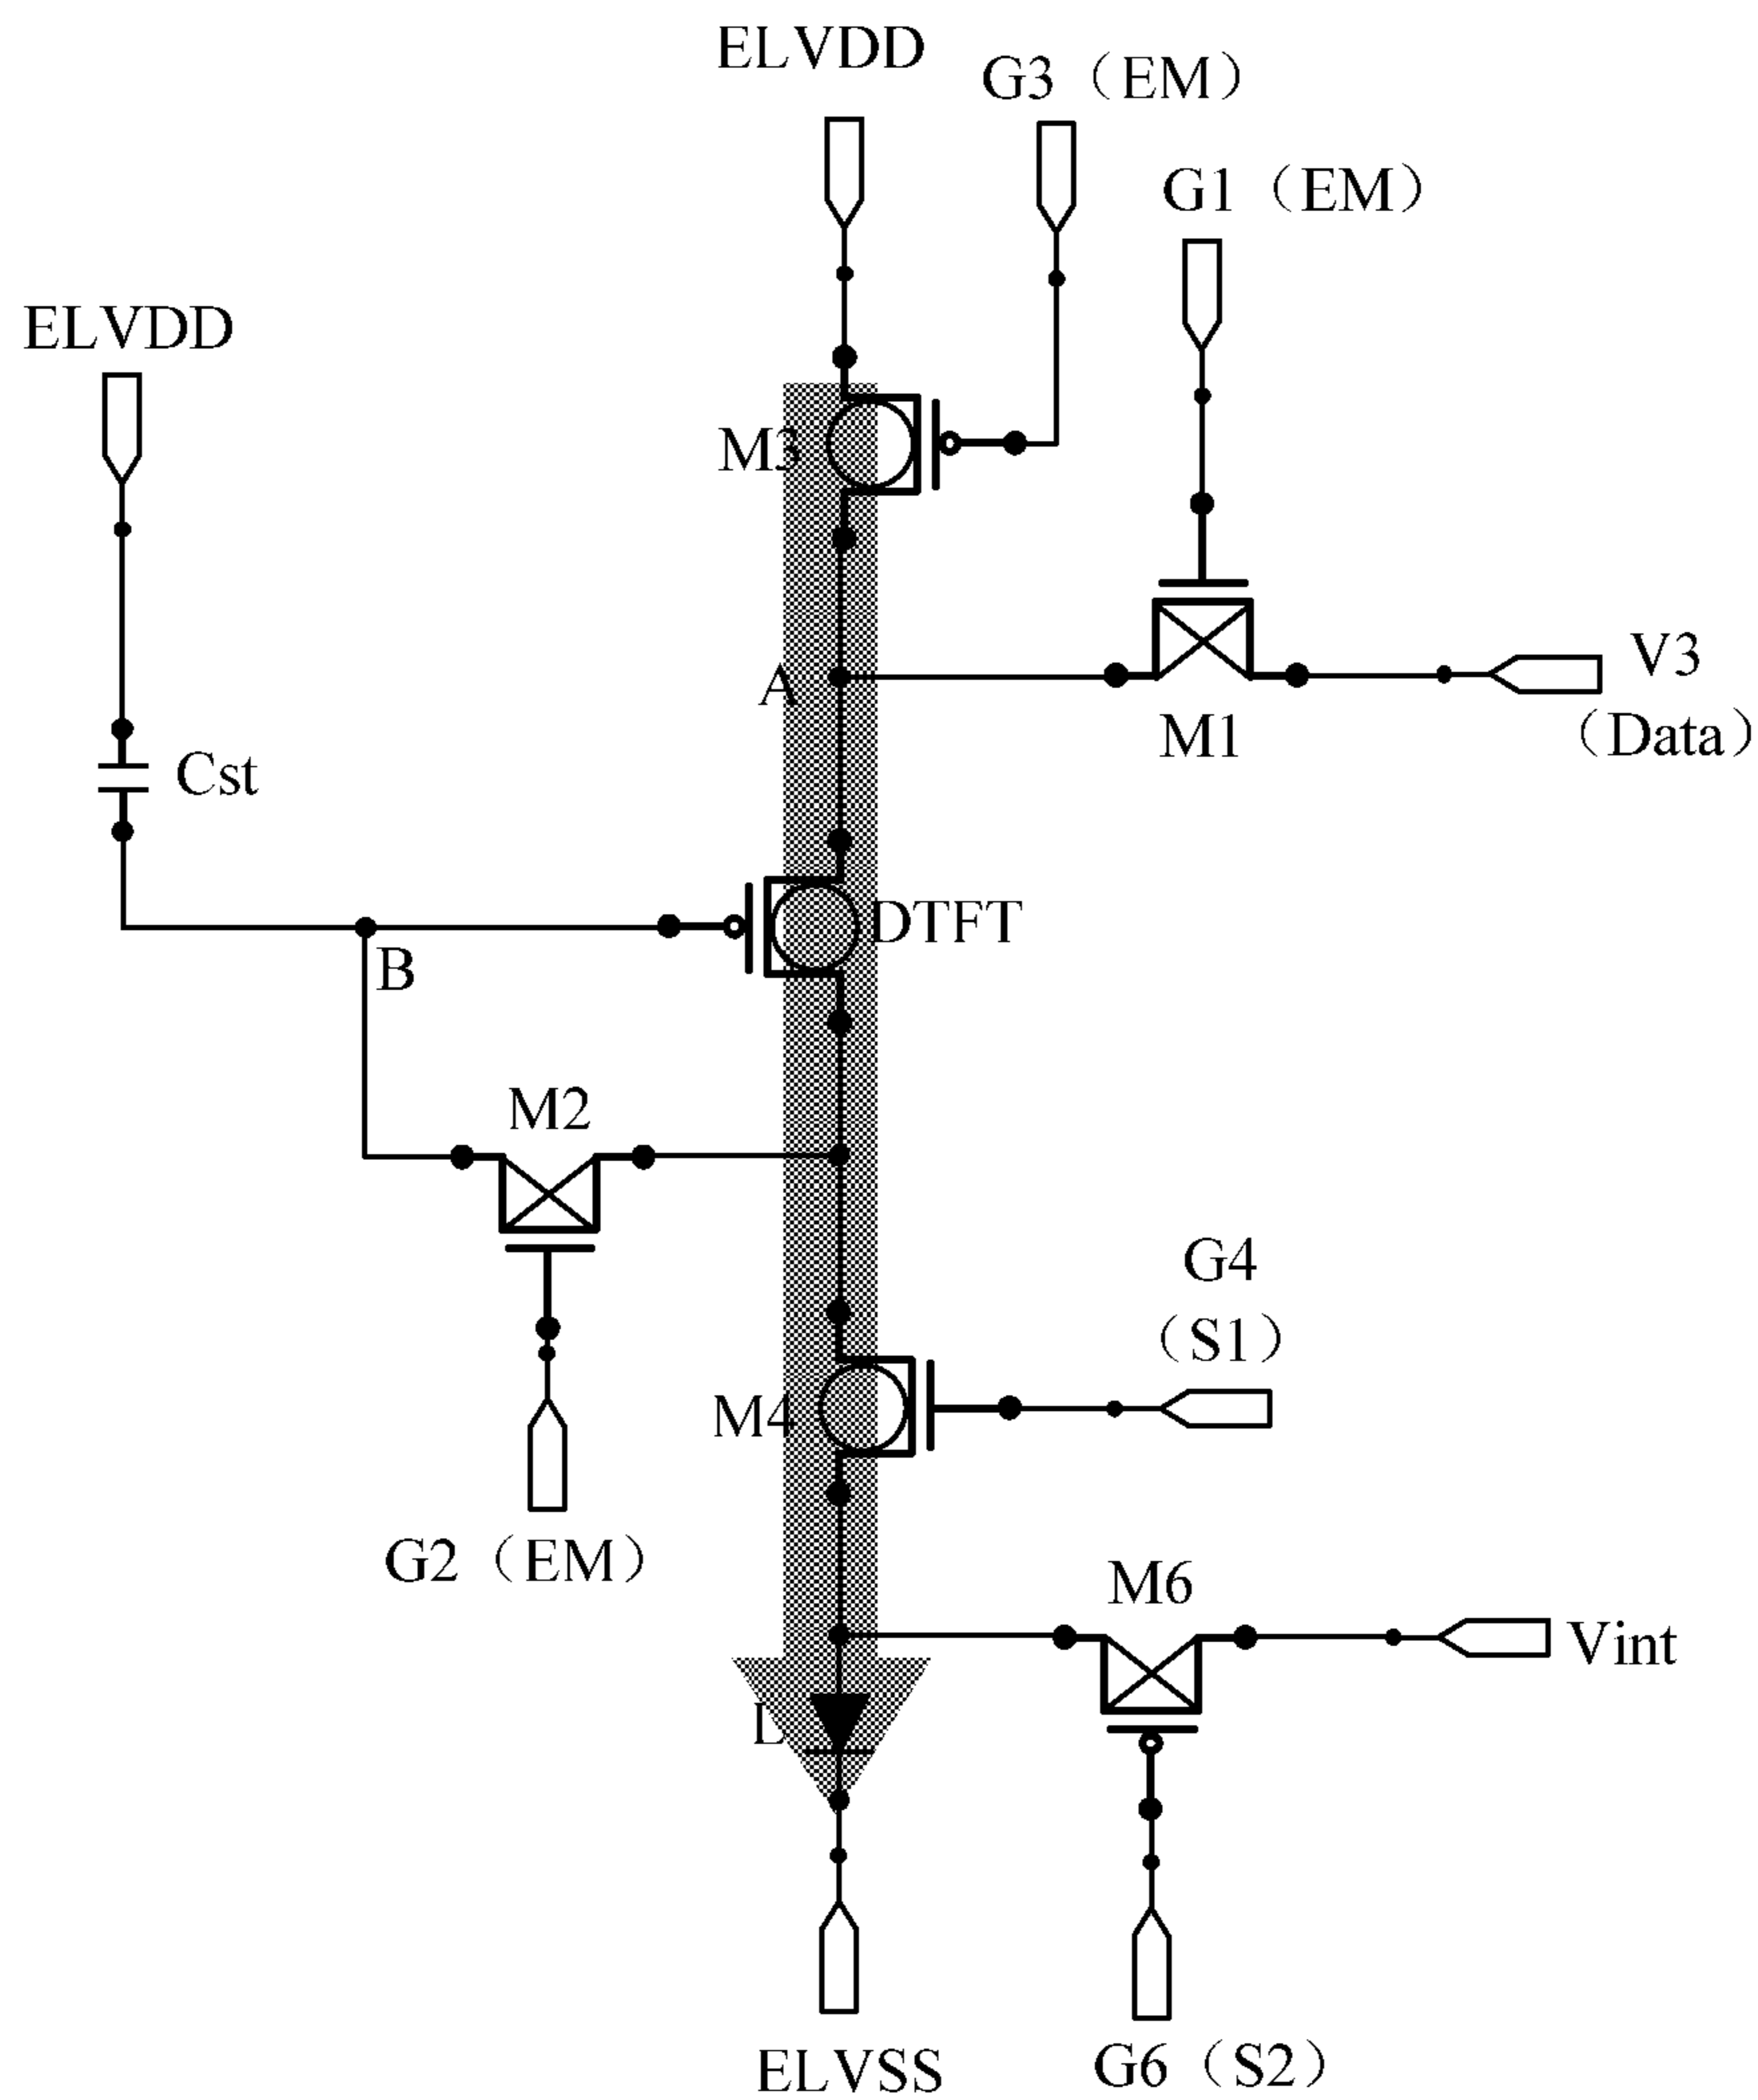 ELVDD
G3（EM）
G1（EM）
ELVDD
M3
V3
（Data）
A
M1
Cst
DTFT
B
M2
G4
（S1）
M4
G2（EM）
M6
Vint
L
ELVSS
G6（S2）